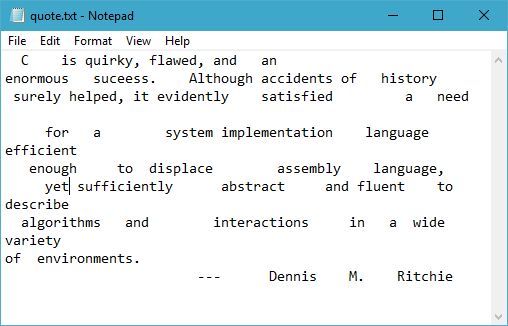 quote.txt - Notepad
File Edit Format View Help
C is quirky, flawed, and an
enormous suceess. Although accidents of history
surely helped, it evidently satisfied a need
for a system implementation language
efficient
enough to displace assembly language,
yet sufficiently abstract and fluent to
describe
algorithms and interactions in a wide
variety
of environments.
--- Dennis M. Ritchie